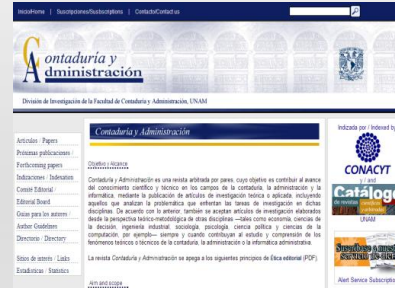 Inicio/Home | Suscripciones/Susbscriptions | Contacto/Contact us
Contaduría y
Administración
División de Investigación de la Facultad de Contaduría y Administración, UNAM
Artículos / Papers
Próximas publicaciones /
Forthcoming papers
Indizaciones / Indexation
Comité Editorial /
Editorial Board
Guías para los autores /
Author Guidelines
Directorio / Directory
Sitios de interés / Links
Estadísticas / Statistics
Contaduría y Administración
Objetivo y Alcance
Contaduría y Administración es una revista arbitrada por pares, cuyo objetivo es contribuir al avance
del conocimiento científico y técnico en los campos de la contaduría, la administración y la
informática, mediante la publicación de artículos de investigación teórica o aplicada, incluyendo
aquellos que analizan la problemática que enfrentan las tareas de investigación en dichas
disciplinas. De acuerdo con lo anterior, también se aceptan artículos de investigación elaborados
desde la perspectiva teórico-metodológica de otras disciplinas —tales como economía, ciencias de
la decisión, ingeniería industrial, sociología, psicología, ciencia política y ciencias de la
computación, por ejemplo— siempre y cuando contribuyan al estudio y comprensión de los
fenómenos teóricos o técnicos de la contaduría, la administración o la informática administrativa.
La revista Contaduría y Administración se apega a los siguientes principios de Ética editorial (PDF).
Aim and scope
Indizada por / Indexed by
CONACYT
y / and
Catálogo
de revistas
UNAM
Alert Service Subscription